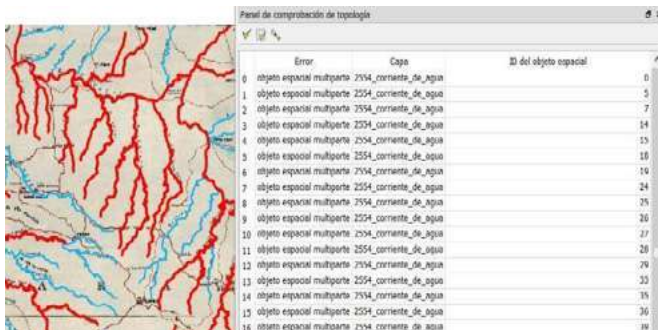 Panel de comprobación de topología
Error Capa ID del objeto espacial
0 objeto espacial multiparte 2554_corriente_de_agua 0
1 objeto espacial multiparte 2554_corriente_de_agua 5
2 objeto espacial multiparte 2554_corriente_de_agua 7
3 objeto espacial multiparte 2554_corriente_de_agua 14
4 objeto espacial multiparte 2554_corriente_de_agua 15
5 objeto espacial multiparte 2554_corriente_de_agua 18
6 objeto espacial multiparte 2554_corriente_de_agua 19
7 objeto espacial multiparte 2554_corriente_de_agua 24
8 objeto espacial multiparte 2554_corriente_de_agua 25
9 objeto espacial multiparte 2554_corriente_de_agua 26
10 objeto espacial multiparte 2554_corriente_de_agua 27
11 objeto espacial multiparte 2554_corriente_de_agua 28
12 objeto espacial multiparte 2554_corriente_de_agua 29
13 objeto espacial multiparte 2554_corriente_de_agua 33
14 objeto espacial multiparte 2554_corriente_de_agua 35
15 objeto espacial multiparte 2554_corriente_de_agua 36
16 objeto espacial multiparte 2554_corriente_de_agua 39
A R